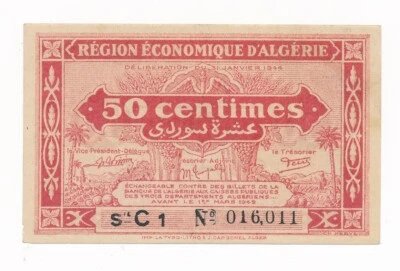 RÉGION ÉCONOMIQUE D'ALGÉRIE
DÉLIBÉRATION DU 31 JANVIER 1944
50 centimes
عشرة سوردي
le Vice Président-Délégué
le Trésorier
ÉCHANGEABLE CONTRE DES BILLETS DE LA
BANQUE DE L'ALGÉRIE AUX CAISSES PUBLIQUES
DES TROIS DÉPARTEMENTS ALGÉRIENS
AVANT LE 1ER MARS 1949
SIE C1 No 016,011